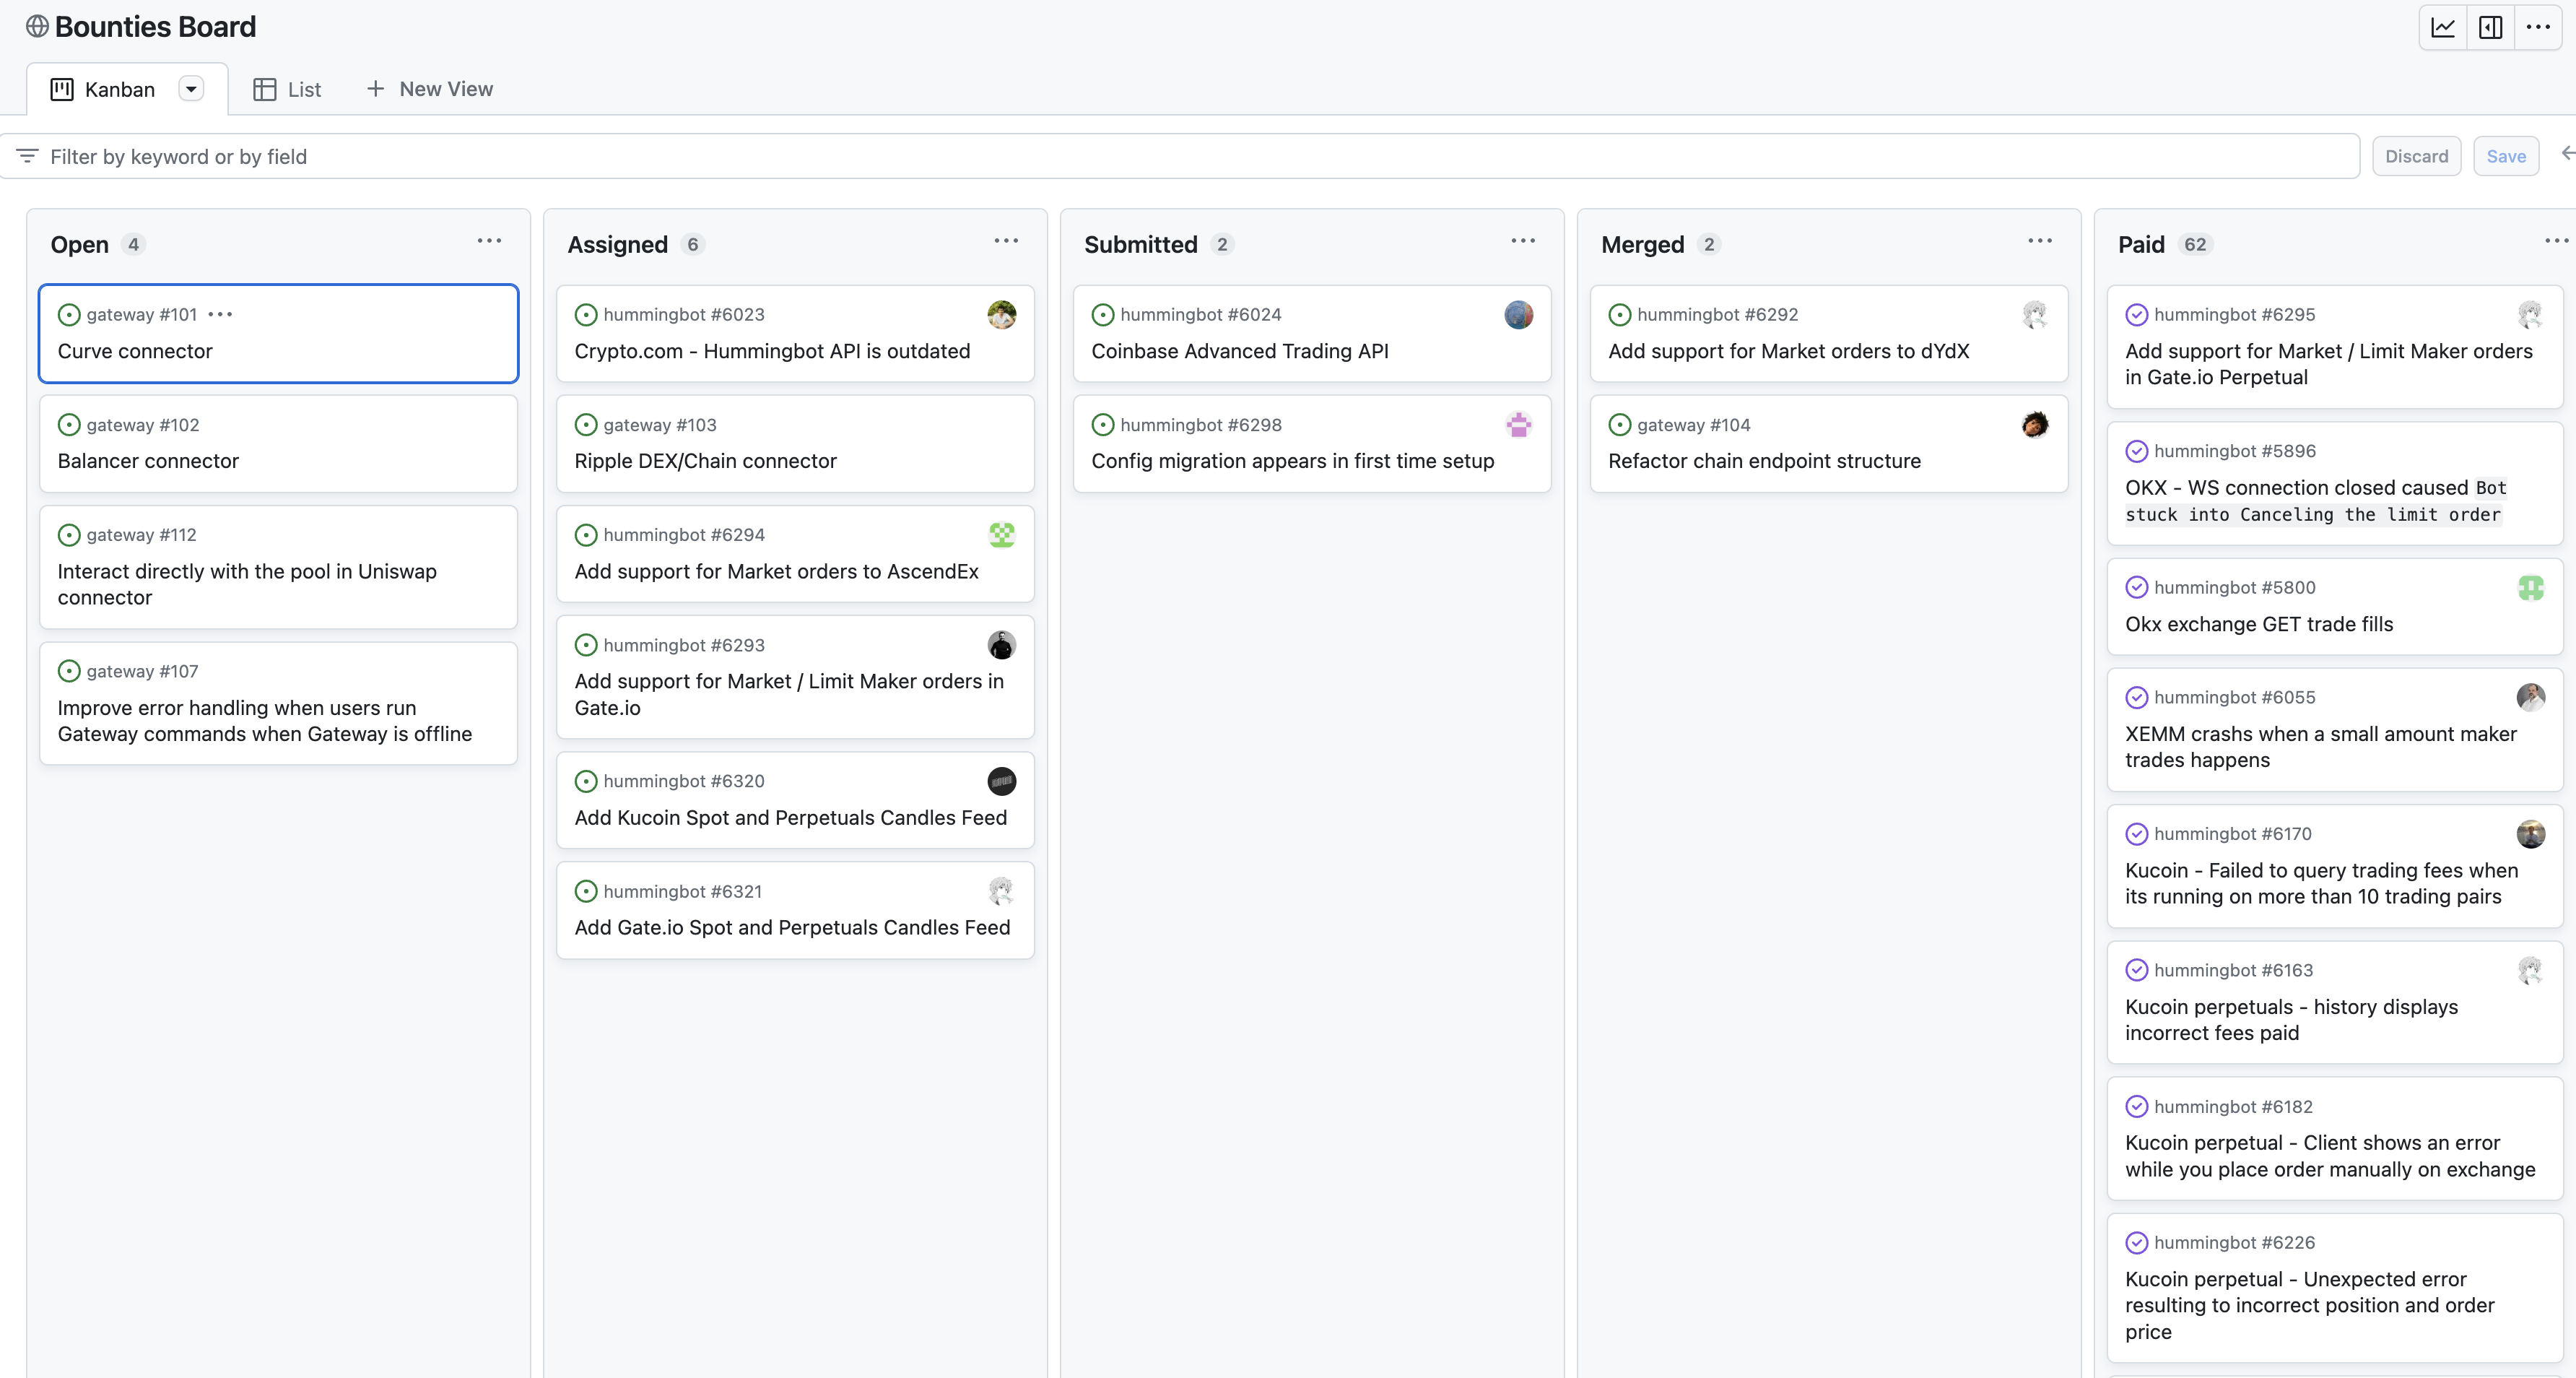 Bounties Board
Kanban
List
New View
Filter by keyword or by field
Discard
Save
Open 4
gateway #101
Curve connector
gateway #102
Balancer connector
gateway #112
Interact directly with the pool in Uniswap
connector
gateway #107
Improve error handling when users run
Gateway commands when Gateway is offline
Assigned 6
hummingbot #6023
Crypto.com - Hummingbot API is outdated
gateway #103
Ripple DEX/Chain connector
hummingbot #6294
Add support for Market orders to AscendEx
hummingbot #6293
Add support for Market / Limit Maker orders in
Gate.io
hummingbot #6320
Add Kucoin Spot and Perpetuals Candles Feed
hummingbot #6321
Add Gate.io Spot and Perpetuals Candles Feed
Submitted 2
hummingbot #6024
Coinbase Advanced Trading API
hummingbot #6298
Config migration appears in first time setup
Merged 2
hummingbot #6292
Add support for Market orders to dYdX
gateway #104
Refactor chain endpoint structure
Paid 62
hummingbot #6295
Add support for Market / Limit Maker orders
in Gate.io Perpetual
hummingbot #5896
OKX - WS connection closed caused Bot
stuck into Canceling the limit order
hummingbot #5800
Okx exchange GET trade fills
hummingbot #6055
XEMM crashs when a small amount maker
trades happens
hummingbot #6170
Kucoin - Failed to query trading fees when
its running on more than 10 trading pairs
hummingbot #6163
Kucoin perpetuals - history displays
incorrect fees paid
hummingbot #6182
Kucoin perpetual - Client shows an error
while you place order manually on exchange
hummingbot #6226
Kucoin perpetual - Unexpected error
resulting to incorrect position and order
price